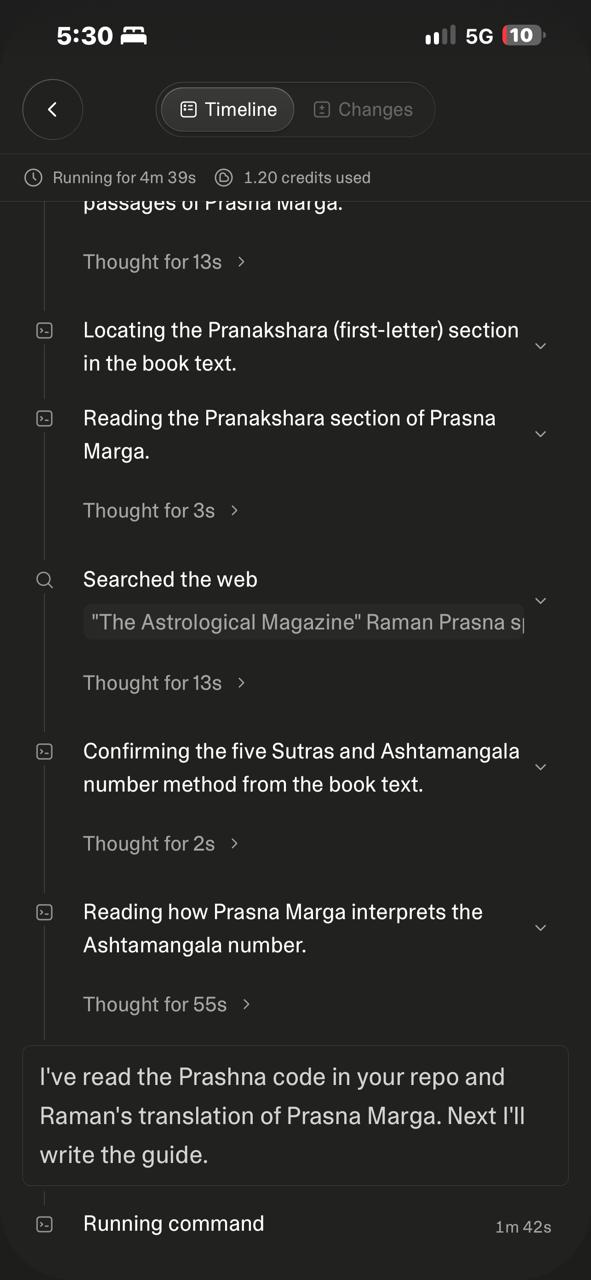 5:30
5G 10
Timeline Changes
Running for 4m 39s 1.20 credits used
passages of Prasna Marga.
Thought for 13s
Locating the Pranakshara (first-letter) section
in the book text.
Reading the Pranakshara section of Prasna
Marga.
Thought for 3s
Searched the web
"The Astrological Magazine" Raman Prasna
Thought for 13s
Confirming the five Sutras and Ashtamangala
number method from the book text.
Thought for 2s
Reading how Prasna Marga interprets the
Ashtamangala number.
Thought for 55s
I've read the Prashna code in your repo and
Raman's translation of Prasna Marga. Next I'll
write the guide.
Running command 1m 42s